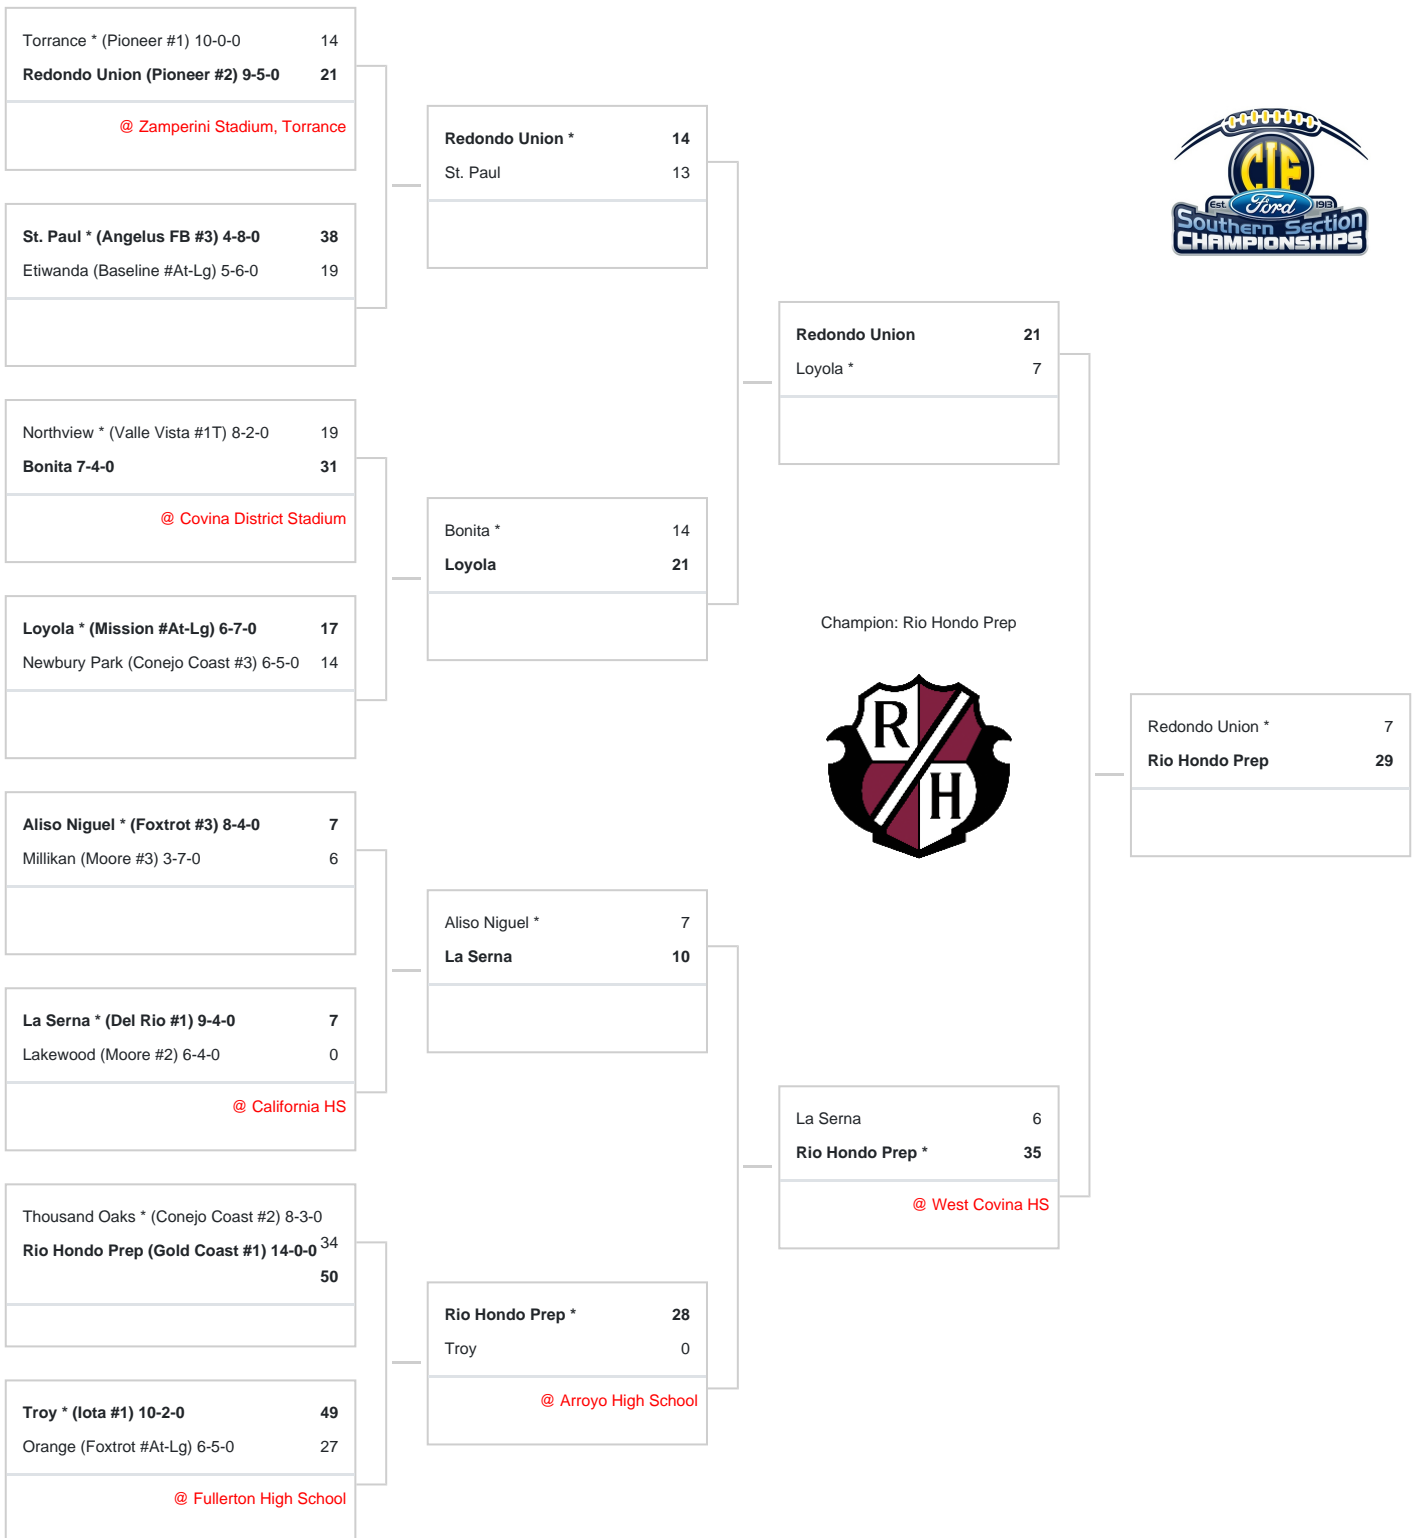 Torrance * (Pioneer #1) 10-0-0 14
Redondo Union (Pioneer #2) 9-5-0 21
@ Zamperini Stadium, Torrance
St. Paul * (Angelus FB #3) 4-8-0 38
Etiwanda (Baseline #At-Lg) 5-6-0 19
Northview * (Valle Vista #1T) 8-2-0 19
Bonita 7-4-0 31
@ Covina District Stadium
Loyola * (Mission #At-Lg) 6-7-0 17
Newbury Park (Conejo Coast #3) 6-5-0 14
Aliso Niguel * (Foxtrot #3) 8-4-0 7
Millikan (Moore #3) 3-7-0 6
La Serna * (Del Rio #1) 9-4-0 7
Lakewood (Moore #2) 6-4-0 0
@ California HS
Thousand Oaks * (Conejo Coast #2) 8-3-0
34
Rio Hondo Prep (Gold Coast #1) 14-0-0
50
Troy * (Iota #1) 10-2-0 49
Orange (Foxtrot #At-Lg) 6-5-0 27
@ Fullerton High School
Redondo Union * 14
St. Paul 13
Bonita * 14
Loyola 21
Aliso Niguel * 7
La Serna 10
Rio Hondo Prep * 28
Troy 0
@ Arroyo High School
Redondo Union 21
Loyola * 7
Champion: Rio Hondo Prep
R
H
La Serna 6
Rio Hondo Prep * 35
@ West Covina HS
CIF
Est. Ford 1913
Southern Section
CHAMPIONSHIPS
Redondo Union * 7
Rio Hondo Prep 29